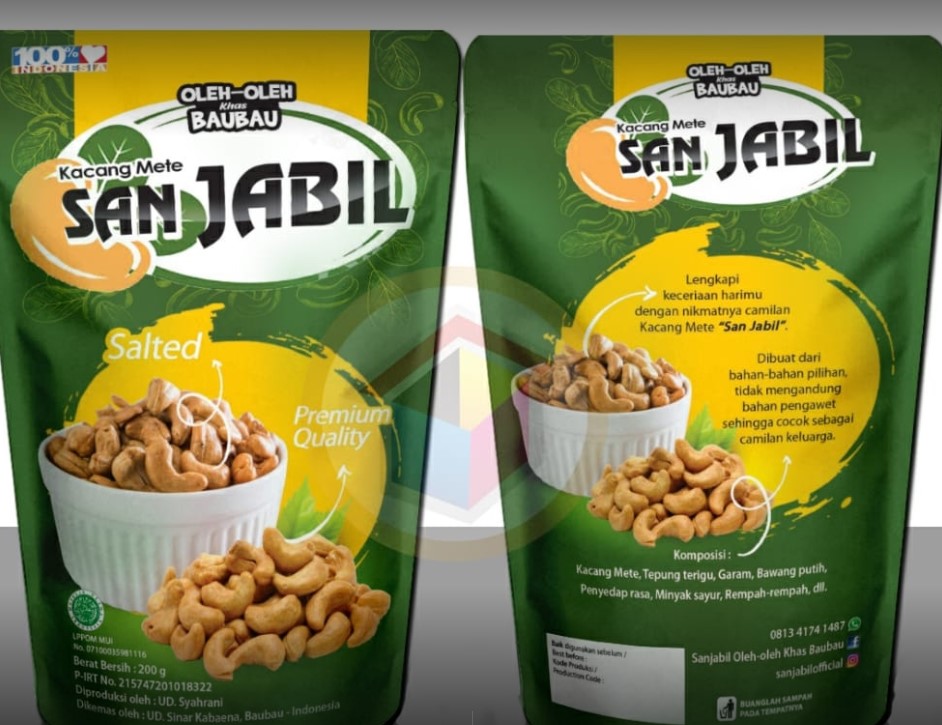 100%
INDONESIA
OLEH-OLEH
Khas
BAUBAU
Kacang Mete
SAN JABIL
Salted
Premium
Quality
LPPOM MUI
No. 07100035981116
Berat Bersih : 200 g
P-IRT No. 215747201018322
Diproduksi oleh : UD. Syahrani
Dikemas oleh : UD. Sinar Kabaena, Baubau - Indonesia
OLEH-OLEH
Khas
BAUBAU
Kacang Mete
SAN JABIL
Lengkapi
keceriaan harimu
dengan nikmatnya camilan
Kacang Mete "San Jabil".
Dibuat dari
bahan-bahan pilihan,
tidak mengandung
bahan pengawet
sehingga cocok sebagai
camilan keluarga.
Komposisi :
Kacang Mete, Tepung terigu, Garam, Bawang putih,
Penyedap rasa, Minyak sayur, Rempah-rempah, dll.
0813 4174 1487
Sanjabil Oleh-oleh Khas Baubau
sanjabilofficial
Baik digunakan sebelum /
Best before :
Kode Produksi /
Production Code :
BUANGLAH SAMPAH
PADA TEMPATNYA